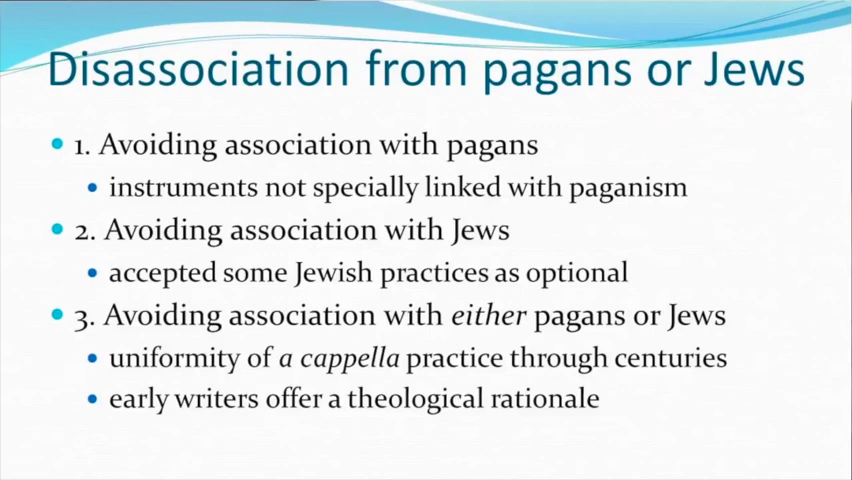 Disassociation from pagans or Jews
1. Avoiding association with pagans
instruments not specially linked with paganism
2. Avoiding association with Jews
accepted some Jewish practices as optional
3. Avoiding association with either pagans or Jews
uniformity of a cappella practice through centuries
early writers offer a theological rationale